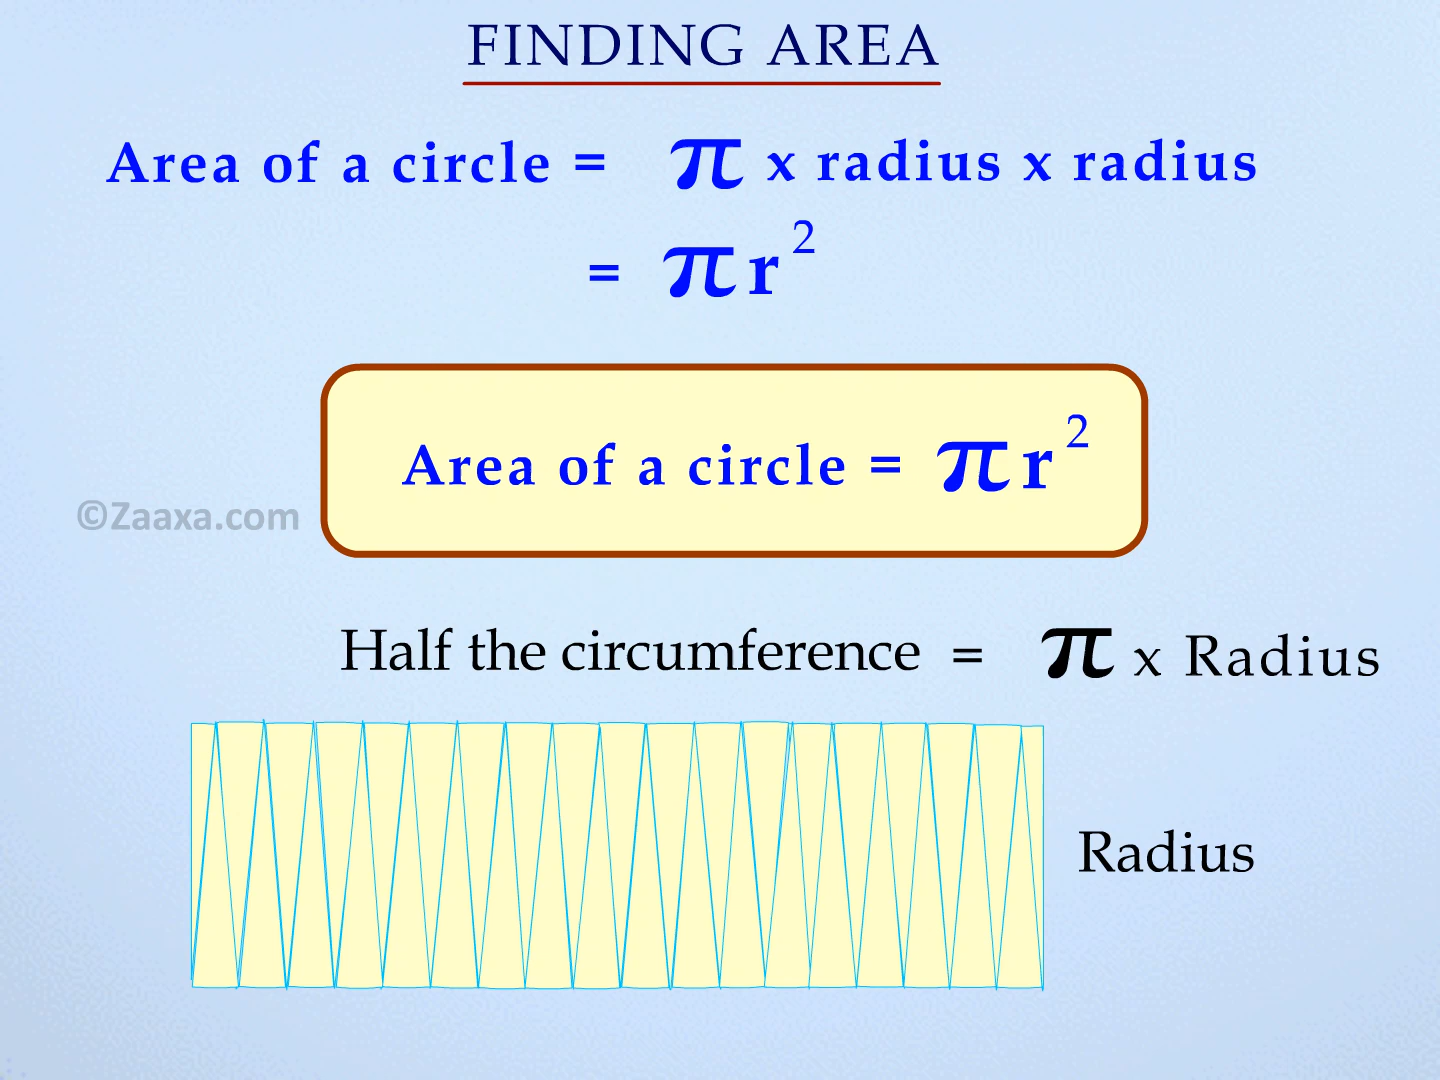 FINDING AREA
Area of a circle = π x radius x radius
= πr²
Area of a circle = πr²
©Zaaxa.com
Half the circumference = π x Radius
Radius